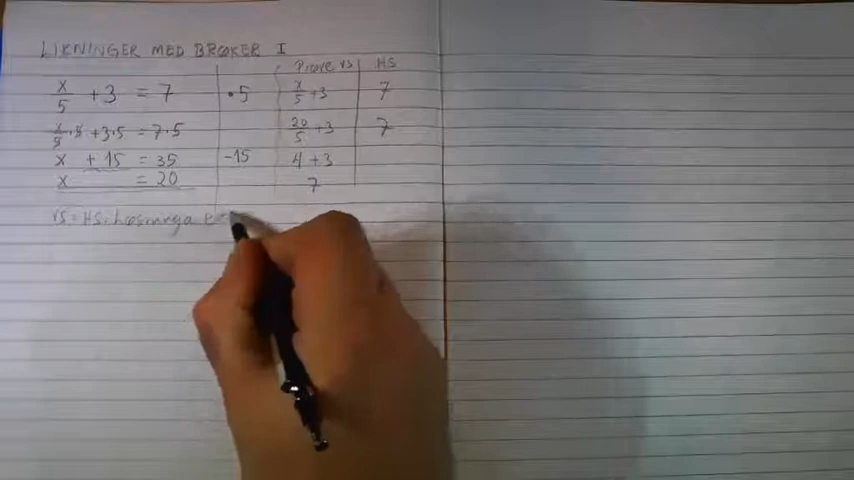 LIKNINGER MED BRØKER I
Prøve VS HS
x/5 + 3 = 7 •5 x/5 + 3 7
x/5 · 5 + 3·5 = 7·5 20/5 + 3 7
x + 15 = 35 -15 4 + 3
x = 20 7
VS = HS. Løsninga e